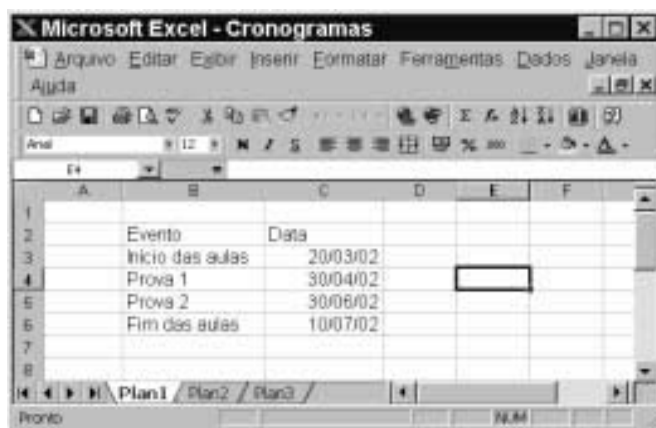 Microsoft Excel - Cronogramas
Arquivo Editar Exibir Inserir Formatar Ferramentas Dados Janela
Ajuda
Arial 12 N I S % 000
E4 =
A B C D E F
1
2 Evento Data
3 Início das aulas 20/03/02
4 Prova 1 30/04/02
5 Prova 2 30/06/02
6 Fim das aulas 10/07/02
7
8
Plan1 Plan2 Plan3
Pronto NÚM